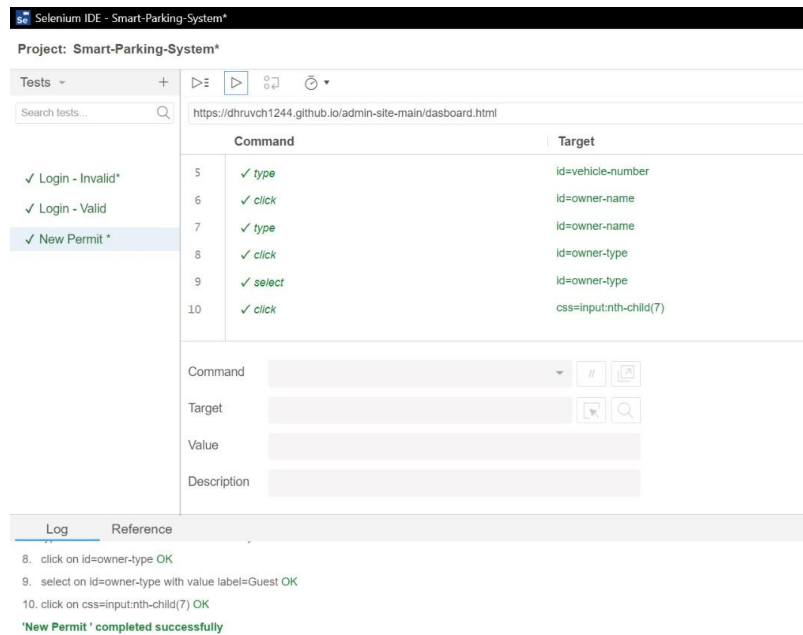 Se Selenium IDE - Smart-Parking-System*
Project: Smart-Parking-System*
Tests
Search tests...
https://dhruvch1244.github.io/admin-site-main/dasboard.html
Command Target
✓ Login - Invalid*
✓ Login - Valid
✓ New Permit *
5 ✓ type id=vehicle-number
6 ✓ click id=owner-name
7 ✓ type id=owner-name
8 ✓ click id=owner-type
9 ✓ select id=owner-type
10 ✓ click css=input:nth-child(7)
Command //
Target
Value
Description
Log Reference
8. click on id=owner-type OK
9. select on id=owner-type with value label=Guest OK
10. click on css=input:nth-child(7) OK
'New Permit ' completed successfully